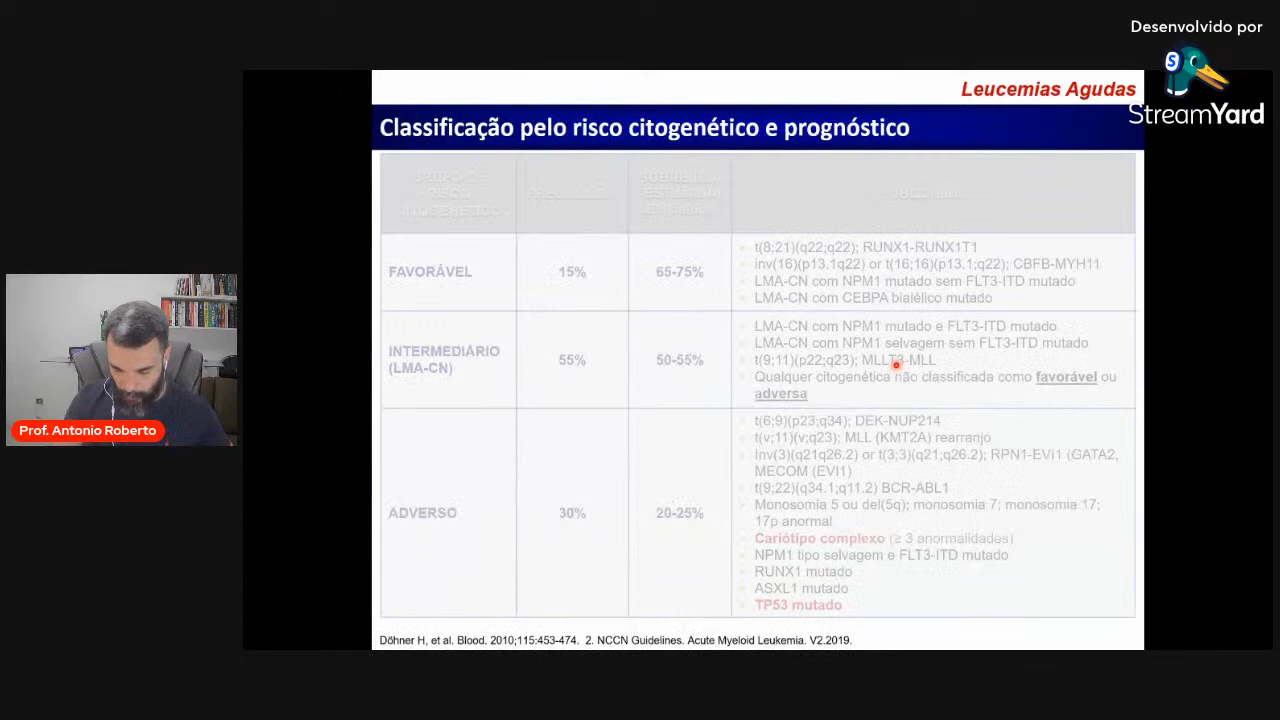 Desenvolvido por
StreamYard
Leucemias Agudas
Classificação pelo risco citogenético e prognóstico
RISCO
FAVORÁVEL
15%
65-75%
t(8;21)(q22;q22); RUNX1-RUNX1T1
inv(16)(p13.1q22) or t(16;16)(p13.1;q22); CBFB-MYH11
LMA-CN com NPM1 mutado sem FLT3-ITD mutado
LMA-CN com CEBPA bialélico mutado
INTERMEDIÁRIO
(LMA-CN)
55%
50-55%
LMA-CN com NPM1 mutado e FLT3-ITD mutado
LMA-CN com NPM1 selvagem sem FLT3-ITD mutado
t(9;11)(p22;q23); MLLT3-MLL
Qualquer citogenética não classificada como favorável ou
adversa
ADVERSO
30%
20-25%
t(6;9)(p23;q34); DEK-NUP214
t(v;11)(v;q23); MLL (KMT2A) rearranjo
Inv(3)(q21q26.2) or t(3;3)(q21;q26.2); RPN1-EVI1 (GATA2,
MECOM (EVI1)
t(9;22)(q34.1;q11.2) BCR-ABL1
Monosomia 5 ou del(5q); monosomia 7; monosomia 17;
17p anormal
Cariótipo complexo (≥ 3 anormalidades)
NPM1 tipo selvagem e FLT3-ITD mutado
RUNX1 mutado
ASXL1 mutado
TP53 mutado
Döhner H, et al. Blood. 2010;115:453-474. 2. NCCN Guidelines. Acute Myeloid Leukemia. V2.2019.
Prof. Antonio Roberto